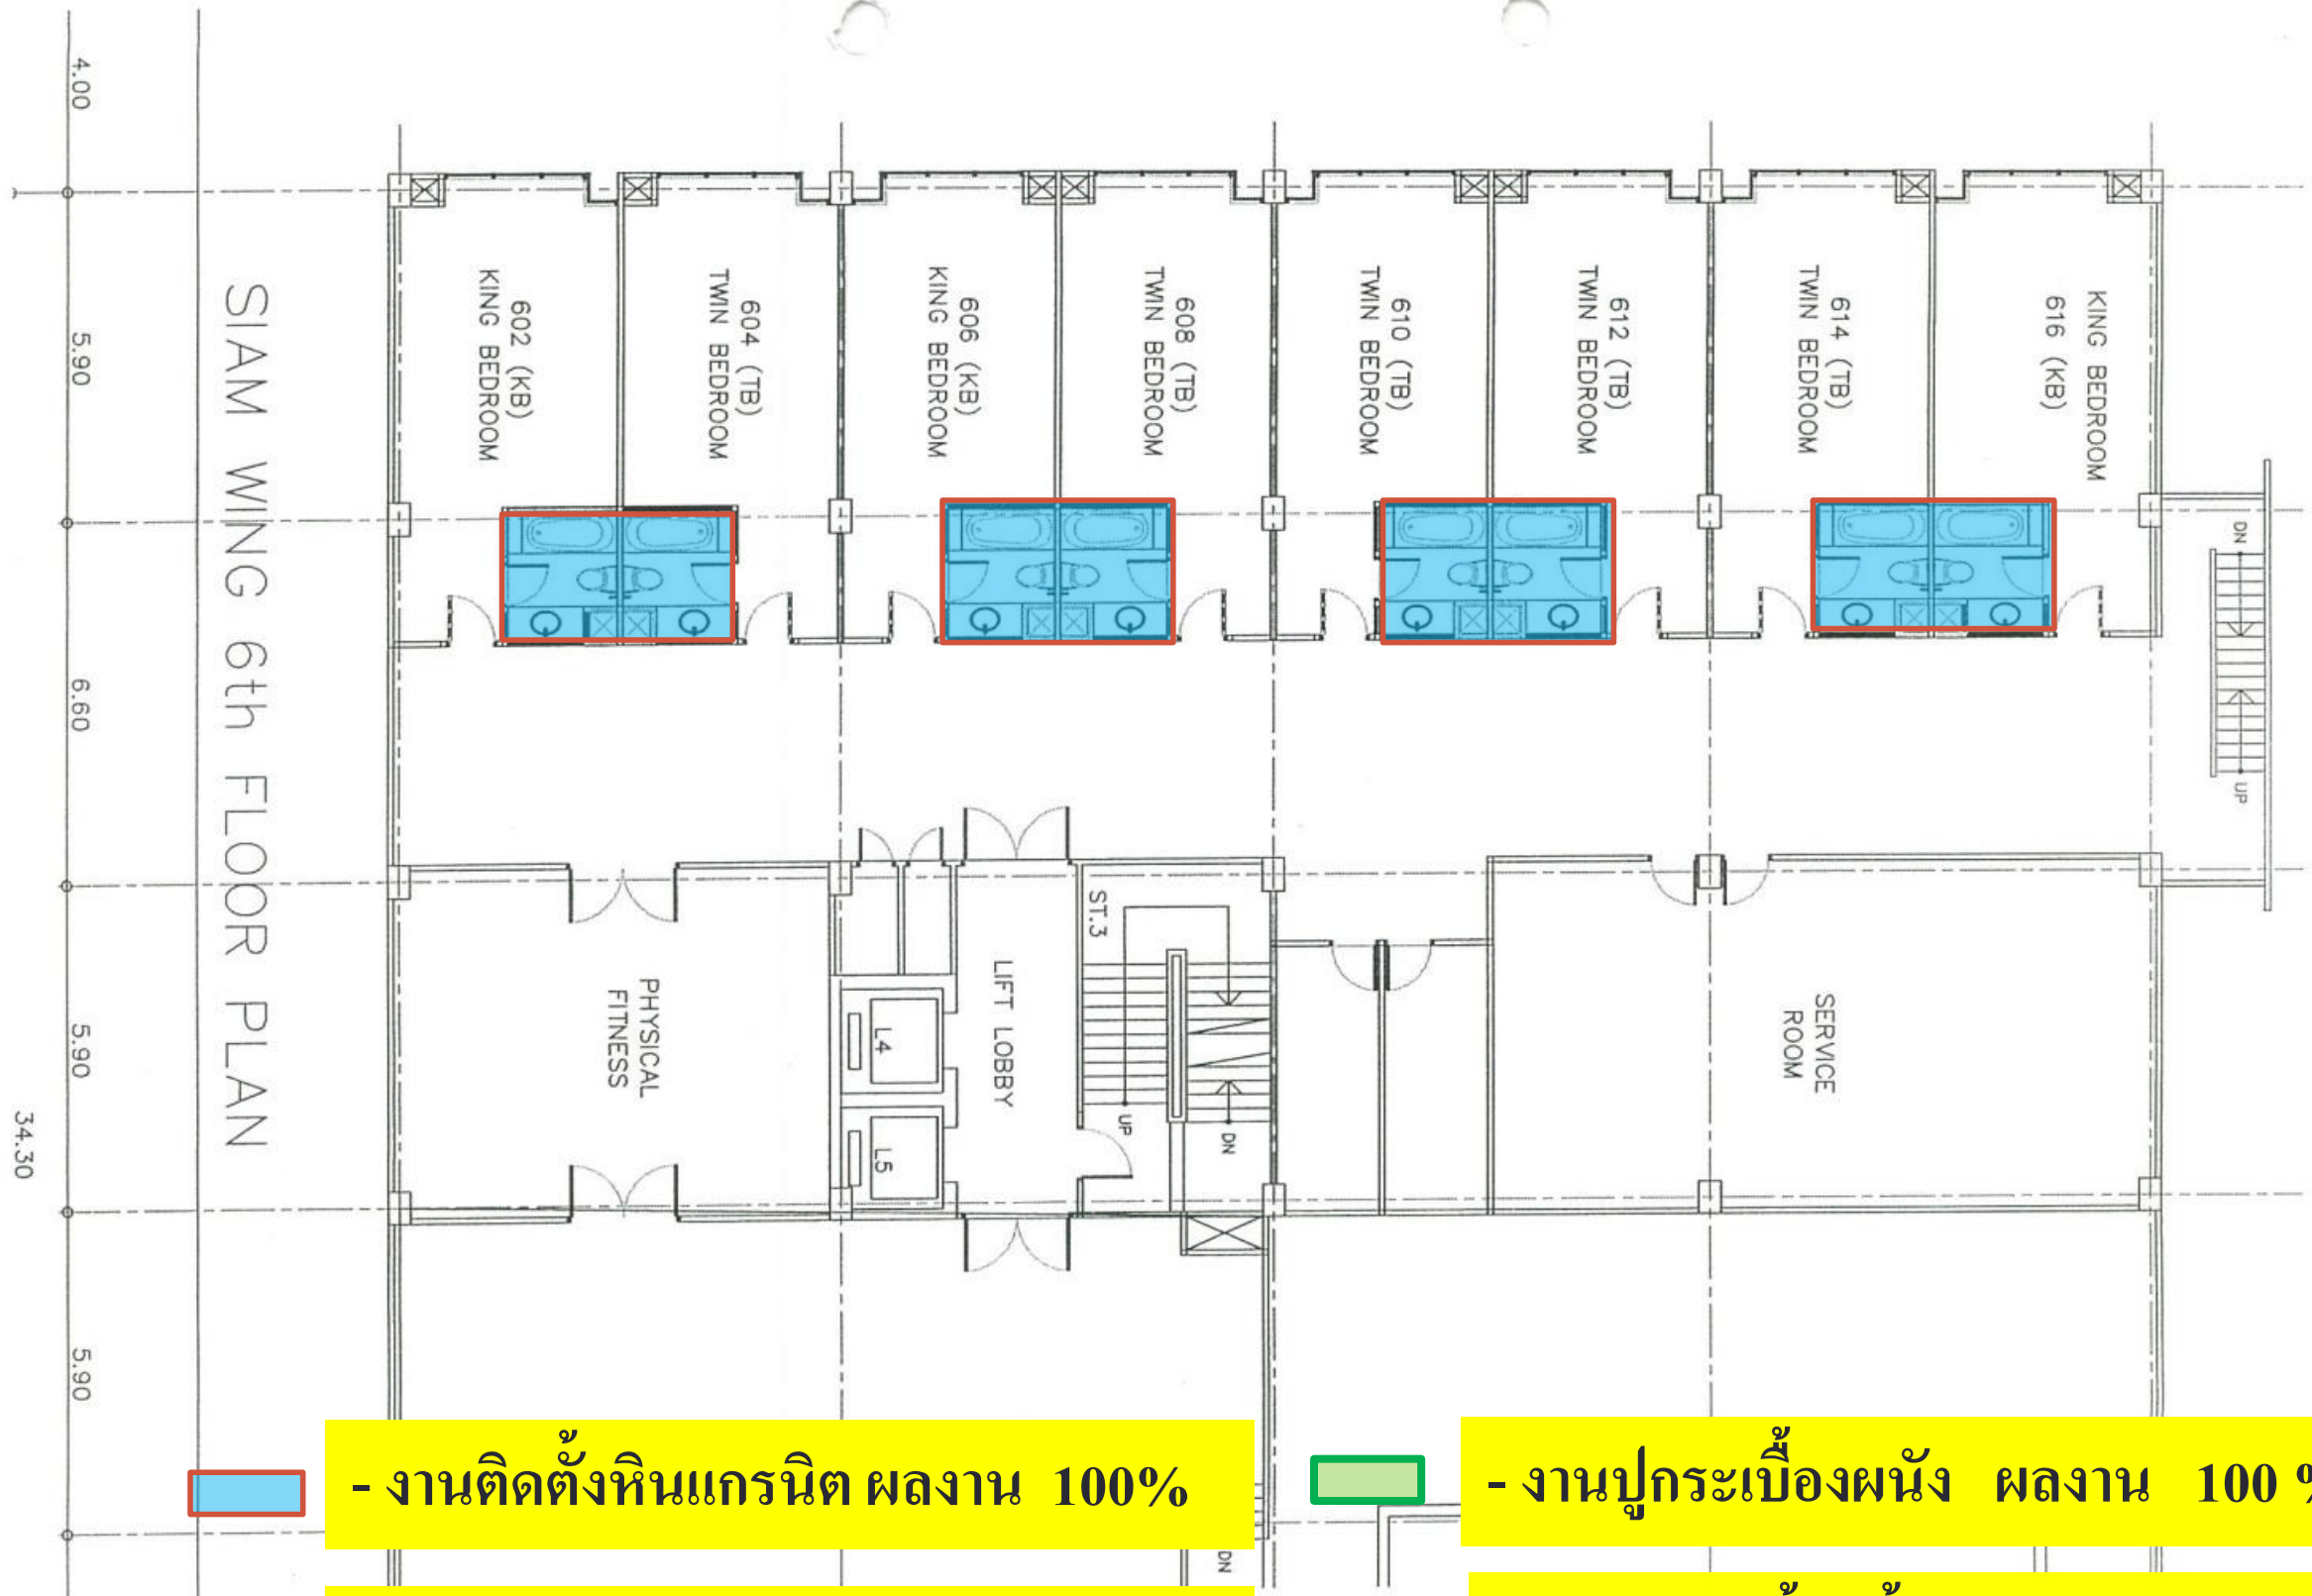 4.00
5.90
6.60
5.90
5.90
34.30
SIAM WING 6th FLOOR PLAN
602 (KB)
KING BEDROOM
604 (TB)
TWIN BEDROOM
606 (KB)
KING BEDROOM
608 (TB)
TWIN BEDROOM
610 (TB)
TWIN BEDROOM
612 (TB)
TWIN BEDROOM
614 (TB)
TWIN BEDROOM
KING BEDROOM
616 (KB)
DN
UP
PHYSICAL
FITNESS
L4
L5
LIFT LOBBY
ST.3
UP
DN
SERVICE
ROOM
DN
- งานติดตั้งหินแกรนิต ผลงาน 100%
- งานปูกระเบื้องผนัง ผลงาน 100 %